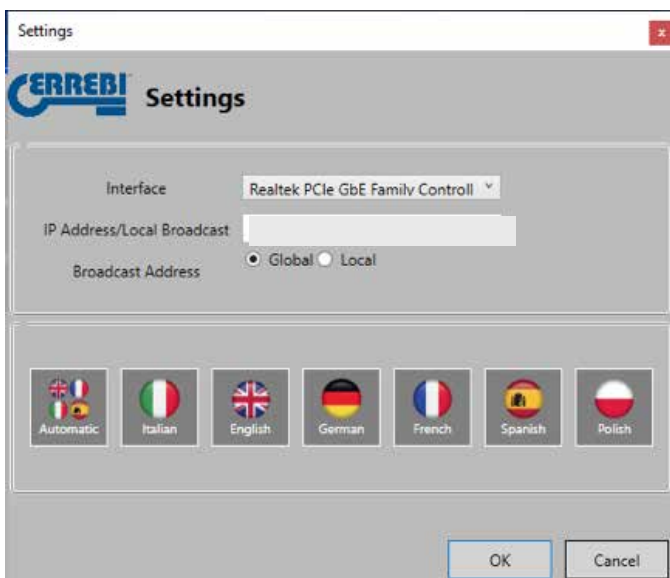 Settings
x
ERREBI Settings
Interface Realtek PCIe GbE Family Controll
IP Address/Local Broadcast
Broadcast Address Global Local
Automatic Italian English German French Spanish Polish
OK Cancel